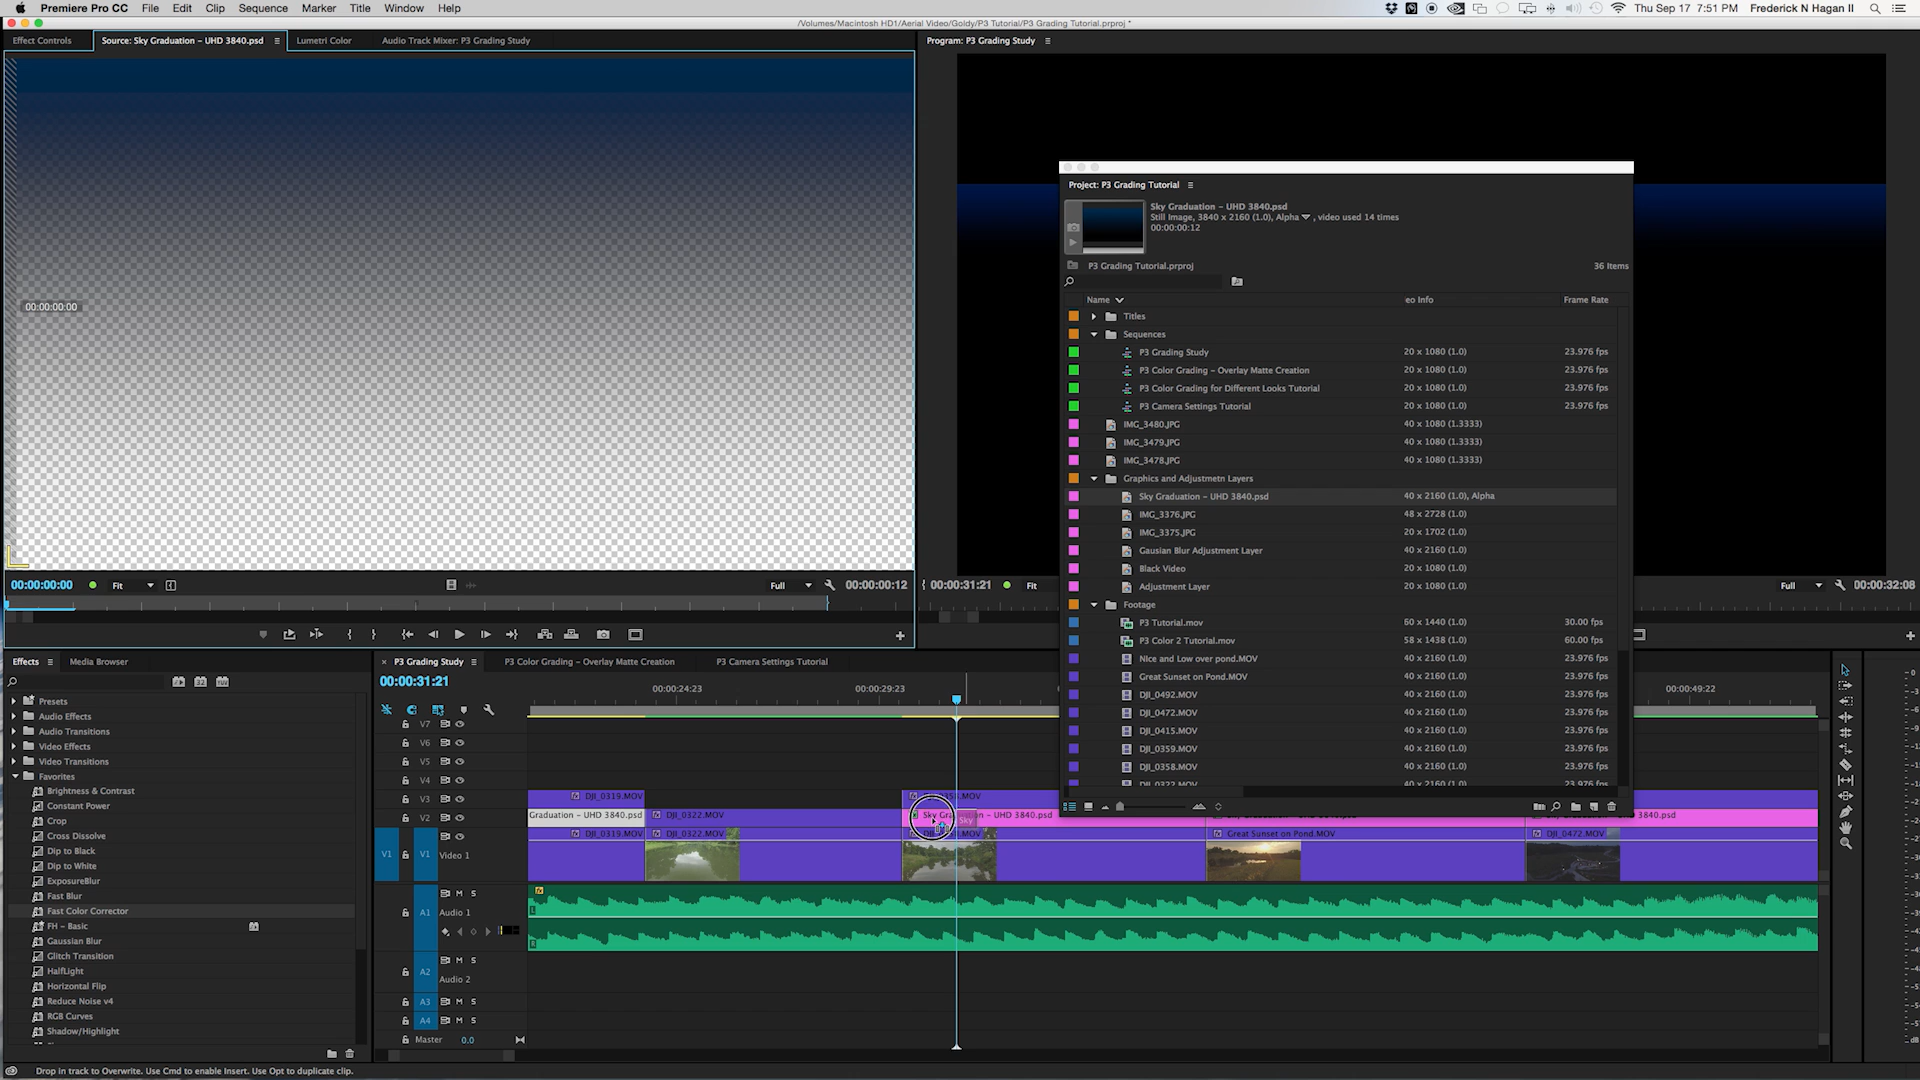 Premiere Pro CC File Edit Clip Sequence Marker Title Window Help
Thu Sep 17 7:51 PM Frederick N Hagan II
/Volumes/Macintosh HD1/Aerial Video/Goldy/P3 Tutorial/P3 Grading Tutorial.prproj *
Effect Controls Source: Sky Graduation – UHD 3840.psd Lumetri Color Audio Track Mixer: P3 Grading Study
Program: P3 Grading Study
00:00:00:00
Project: P3 Grading Tutorial
Sky Graduation – UHD 3840.psd
Still Image, 3840 x 2160 (1.0), Alpha , video used 14 times
00:00:00:12
P3 Grading Tutorial.prproj 36 Items
Name eo Info Frame Rate
Titles
Sequences
P3 Grading Study 20 x 1080 (1.0) 23.976 fps
P3 Color Grading – Overlay Matte Creation 20 x 1080 (1.0) 23.976 fps
P3 Color Grading for Different Looks Tutorial 20 x 1080 (1.0) 23.976 fps
P3 Camera Settings Tutorial 20 x 1080 (1.0) 23.976 fps
IMG_3480.JPG 40 x 1080 (1.3333)
IMG_3479.JPG 40 x 1080 (1.3333)
IMG_3478.JPG 40 x 1080 (1.3333)
Graphics and Adjustmetn Layers
Sky Graduation – UHD 3840.psd 40 x 2160 (1.0), Alpha
IMG_3376.JPG 48 x 2728 (1.0)
IMG_3375.JPG 20 x 1702 (1.0)
Gausian Blur Adjustment Layer 40 x 2160 (1.0)
Black Video 20 x 1080 (1.0)
Adjustment Layer 20 x 1080 (1.0)
Footage
P3 Tutorial.mov 60 x 1440 (1.0) 30.00 fps
P3 Color 2 Tutorial.mov 58 x 1438 (1.0) 60.00 fps
Nice and Low over pond.MOV 40 x 2160 (1.0) 23.976 fps
Great Sunset on Pond.MOV 40 x 2160 (1.0) 23.976 fps
DJI_0492.MOV 40 x 2160 (1.0) 23.976 fps
DJI_0472.MOV 40 x 2160 (1.0) 23.976 fps
DJI_0415.MOV 40 x 2160 (1.0) 23.976 fps
DJI_0359.MOV 40 x 2160 (1.0) 23.976 fps
DJI_0358.MOV 40 x 2160 (1.0) 23.976 fps
DJI_0322.MOV 40 x 2160 (1.0) 23.976 fps
00:00:00:00 Fit Full 00:00:00:12
00:00:31:21 Fit Full 00:00:32:08
Effects Media Browser
Presets
Audio Effects
Audio Transitions
Video Effects
Video Transitions
Favorites
Brightness & Contrast
Constant Power
Crop
Cross Dissolve
Dip to Black
Dip to White
ExposureBlur
Fast Blur
Fast Color Corrector
FH – Basic
Gaussian Blur
Glitch Transition
HalfLight
Horizontal Flip
Reduce Noise v4
RGB Curves
Shadow/Highlight
P3 Grading Study P3 Color Grading – Overlay Matte Creation P3 Camera Settings Tutorial
00:00:31:21
00:00:24:23 00:00:29:23 00:00:49:22
V7
V6
V5
V4
V3 DJI_0319.MOV
V2 Graduation – UHD 3840.psd DJI_0322.MOV – UHD 3840.psd Sky – UHD 3840.psd
DJI_0319.MOV DJI_0322.MOV Great Sunset on Pond.MOV DJI_0472.MOV
V1 V1 Video 1
M S
A1 Audio 1
L
R
M S
A2 Audio 2
A3 M S
A4 M S
Master 0.0
Drop in track to Overwrite. Use Cmd to enable Insert. Use Opt to duplicate clip.